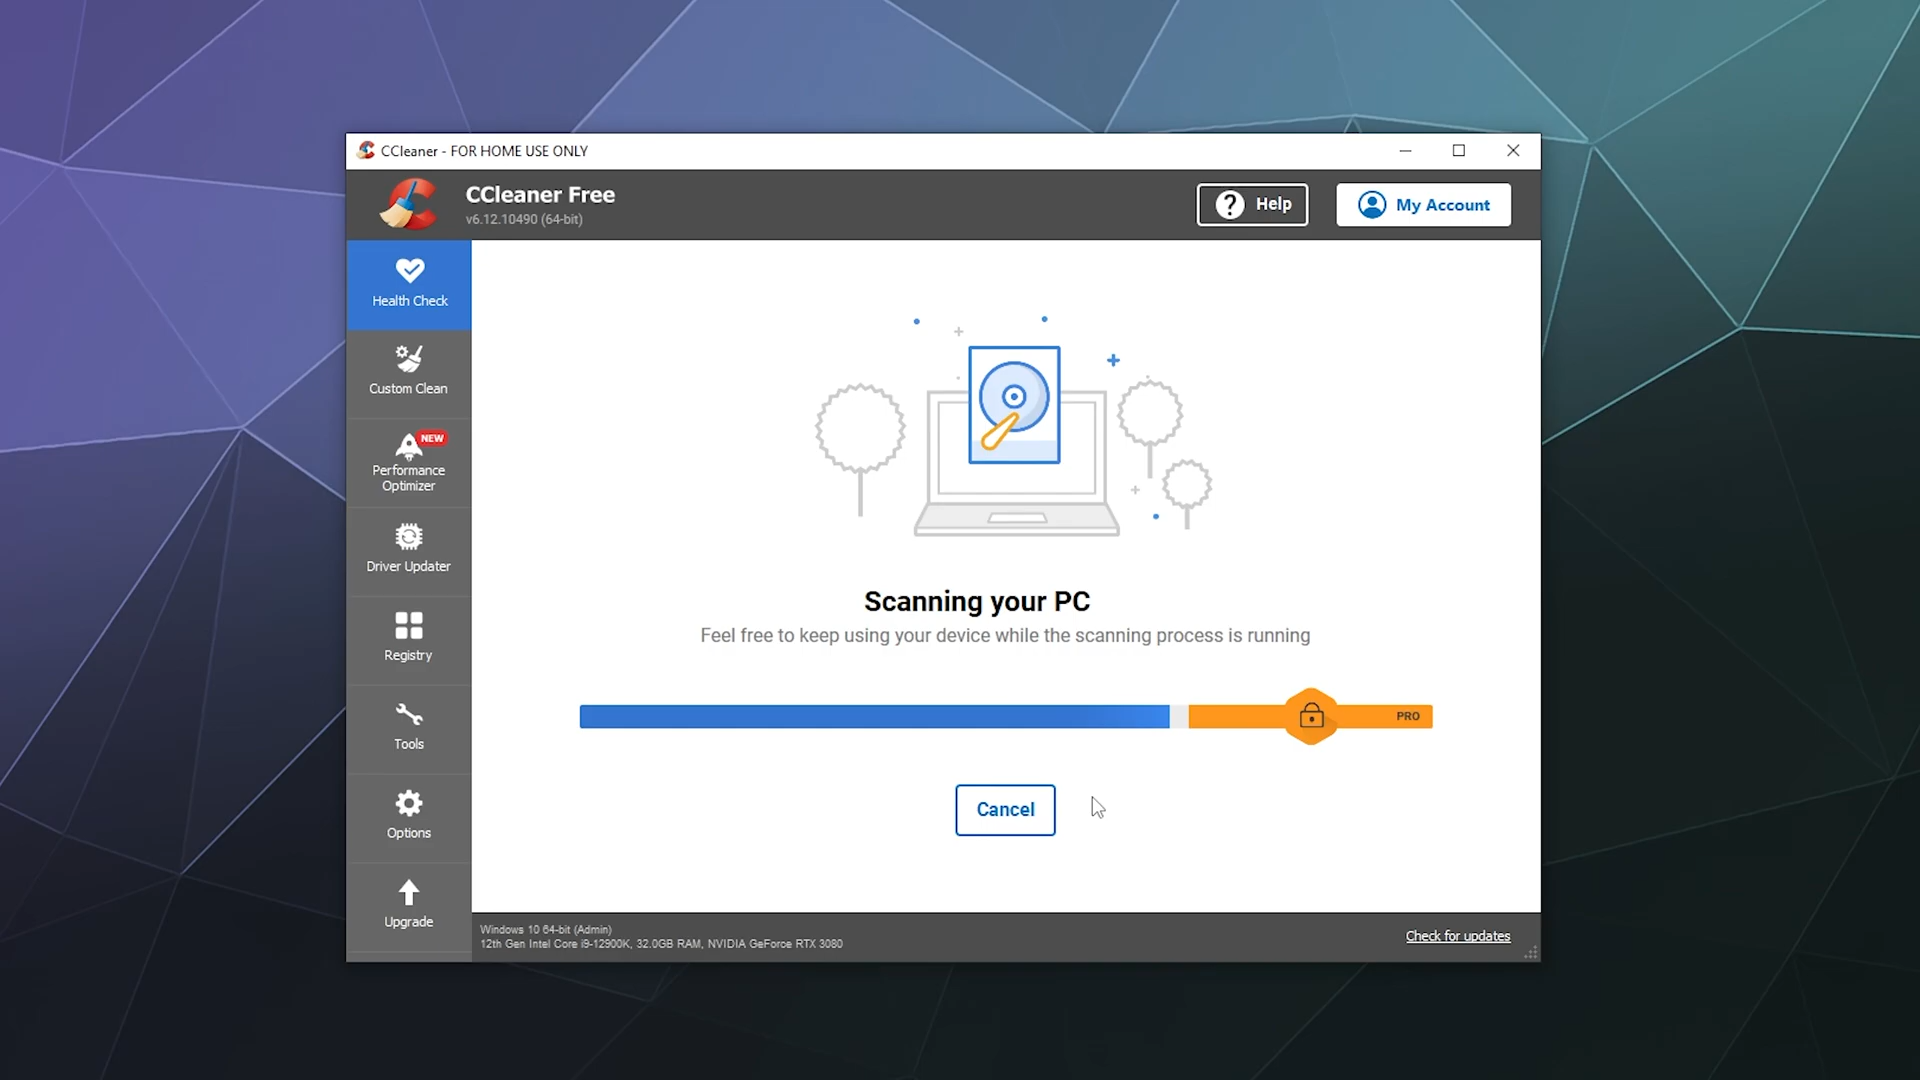 CCleaner - FOR HOME USE ONLY
CCleaner Free
v6.12.10490 (64-bit)
Help
My Account
Health Check
Custom Clean
NEW
Performance
Optimizer
Driver Updater
Registry
Tools
Options
Upgrade
Scanning your PC
Feel free to keep using your device while the scanning process is running
PRO
Cancel
Windows 10 64-bit (Admin)
12th Gen Intel Core i9-12900K, 32.0GB RAM, NVIDIA GeForce RTX 3080
Check for updates